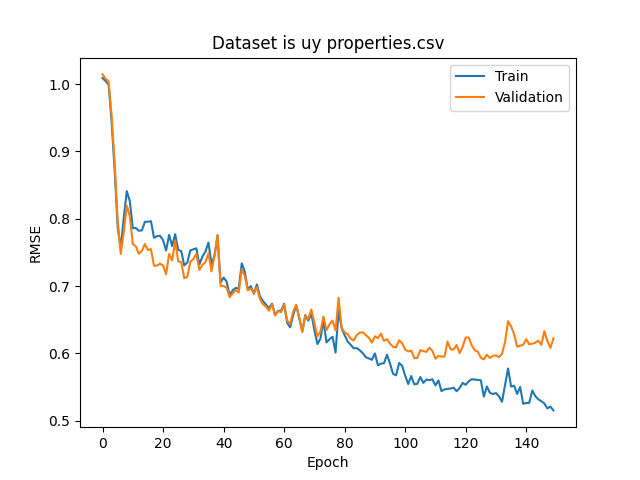 Dataset is uy properties.csv
Train
Validation
1.0
0.9
0.8
0.7
0.6
0.5
RMSE
0 20 40 60 80 100 120 140
Epoch